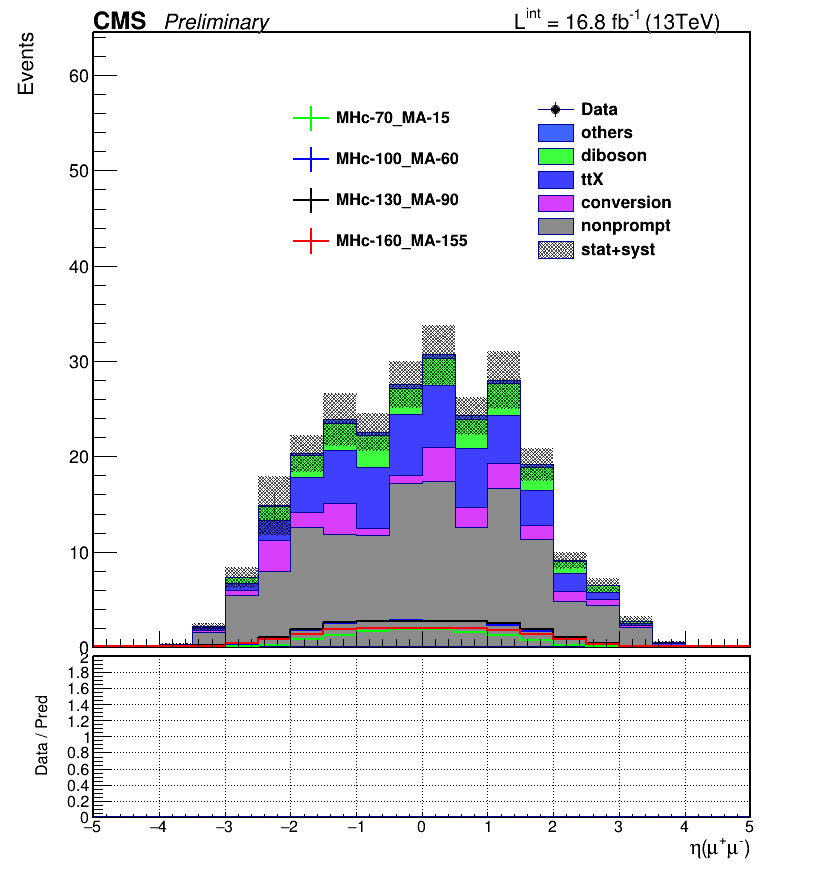 CMS Preliminary L^int = 16.8 fb^-1 (13TeV)
Events
60
50
40
30
20
10
0
MHc-70_MA-15
MHc-100_MA-60
MHc-130_MA-90
MHc-160_MA-155
Data
others
diboson
ttX
conversion
nonprompt
stat+syst
Data / Pred
2
1.8
1.6
1.4
1.2
1
0.8
0.6
0.4
0.2
0
−5 −4 −3 −2 −1 0 1 2 3 4 5
η(μ⁺μ⁻)